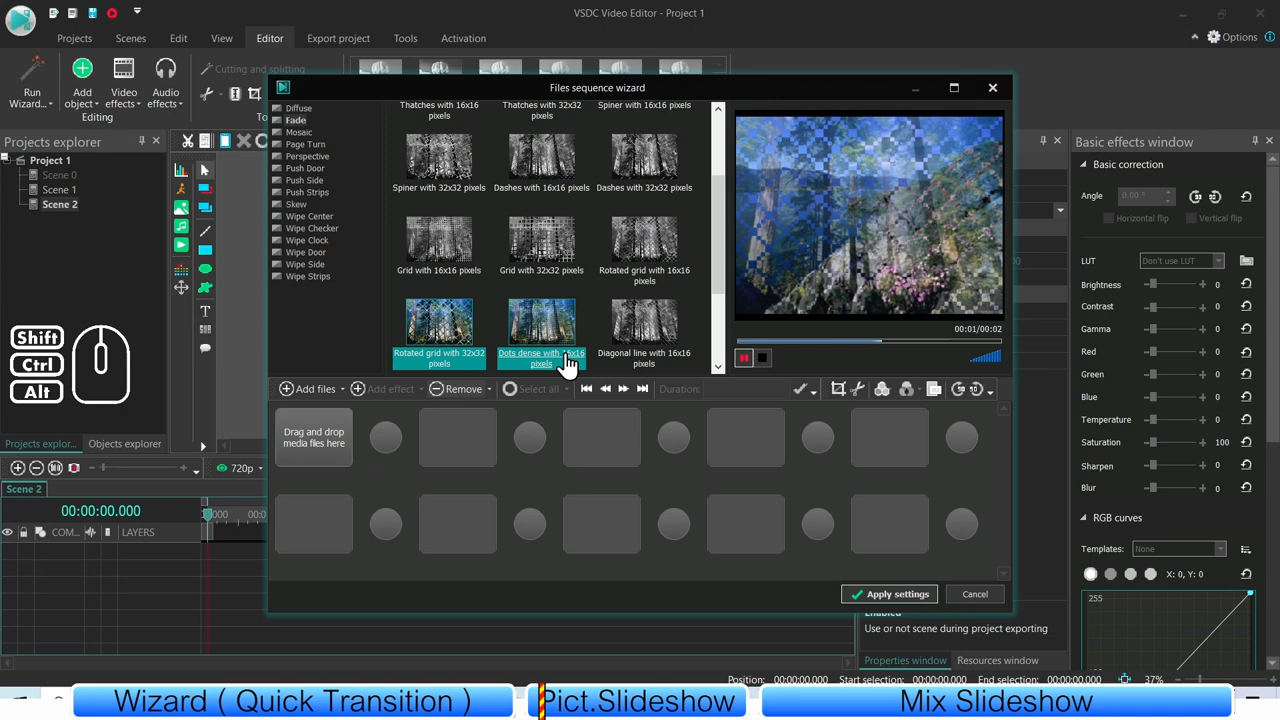 VSDC Video Editor - Project 1
Projects
Scenes
Edit
View
Editor
Export project
Tools
Activation
Options
Run
Wizard...
Add
object
Video
effects
Audio
effects
Cutting and splitting
Editing
Files sequence wizard
Projects explorer
Project 1
Scene 0
Scene 1
Scene 2
Shift
Ctrl
Alt
Projects explor...
Objects explorer
Diffuse
Fade
Mosaic
Page Turn
Perspective
Push Door
Push Side
Push Strips
Skew
Wipe Center
Wipe Checker
Wipe Clock
Wipe Door
Wipe Side
Wipe Strips
Thatches with 16x16
pixels
Thatches with 32x32
pixels
Spiner with 16x16
pixels
Spiner with 32x32 pixels
Dashes with 16x16 pixels
Dashes with 32x32 pixels
Grid with 16x16 pixels
Grid with 32x32 pixels
Rotated grid with 16x16
pixels
Rotated grid with 32x32
pixels
Dots dense with 16x16
pixels
Diagonal line with 16x16
pixels
00:01/00:02
Add files
Add effect
Remove
Select all
Duration:
Drag and drop
media files here
Apply settings
Cancel
Basic effects window
Basic correction
Angle
0.00 °
Horizontal flip
Vertical flip
LUT
Don't use LUT
Brightness
0
Contrast
0
Gamma
0
Red
0
Green
0
Blue
0
Temperature
0
Saturation
100
Sharpen
0
Blur
0
RGB curves
Templates:
None
X: 0, Y: 0
255
720p
Scene 2
00:00:00.000
COM...
LAYERS
Use or not scene during project exporting
Properties window
Resources window
Position:
00:00:00.000
Start selection:
00:00:00.000
End selection:
00:00:00.000
37%
Wizard ( Quick Transition )
Pict.Slideshow
Mix Slideshow